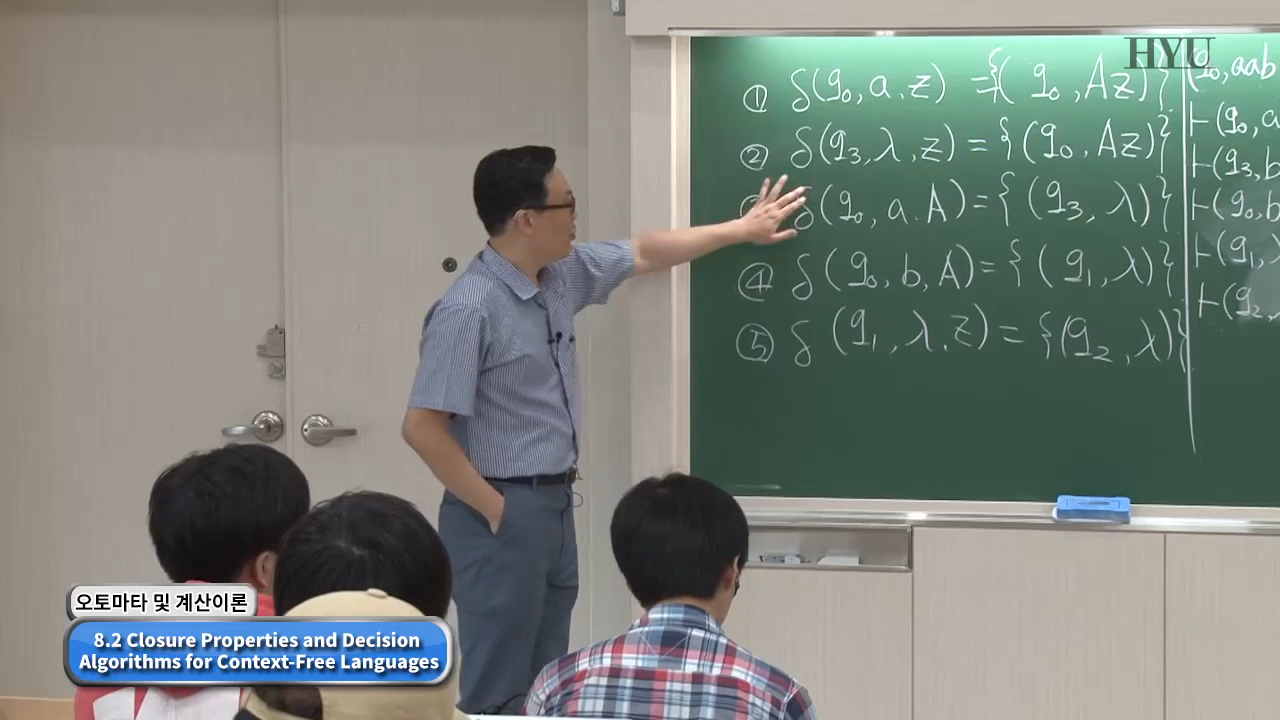 HYU
① δ(q₀, a, z) = {(q₀, Az)}
② δ(q₃, λ, z) = {(q₀, Az)}
δ(q₀, a, A) = {(q₃, λ)}
④ δ(q₀, b, A) = {(q₁, λ)}
⑤ δ(q₁, λ, z) = {(q₂, λ)}
(q₀, aab
⊢(q₀, a
⊢(q₃, b
⊢(q₀, b
⊢(q₁, λ
⊢(q₂,
오토마타 및 계산이론
8.2 Closure Properties and Decision
Algorithms for Context-Free Languages